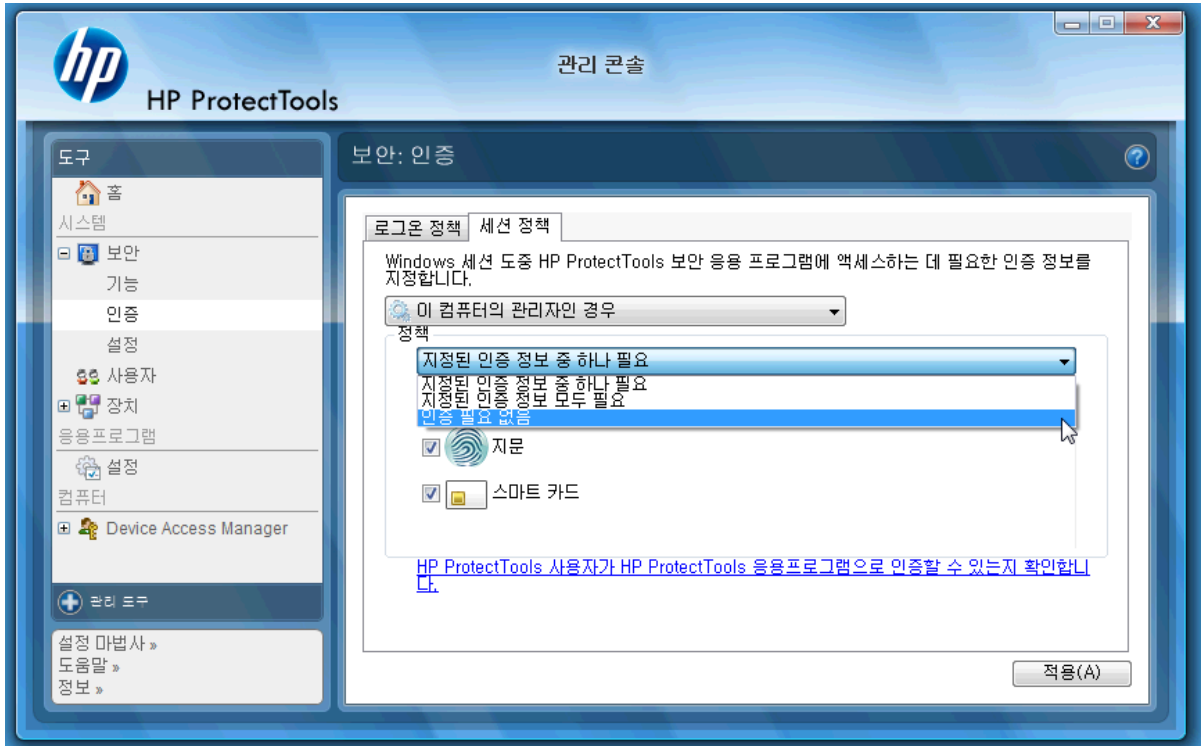 hp
관리 콘솔
HP ProtectTools
도구
홈
시스템
보안
기능
인증
설정
사용자
장치
응용프로그램
설정
컴퓨터
Device Access Manager
관리 도구
설정 마법사 »
도움말 »
정보 »
보안: 인증
?
로그온 정책
세션 정책
Windows 세션 도중 HP ProtectTools 보안 응용 프로그램에 액세스하는 데 필요한 인증 정보를
지정합니다.
이 컴퓨터의 관리자인 경우
정책
지정된 인증 정보 중 하나 필요
지정된 인증 정보 중 하나 필요
지정된 인증 정보 모두 필요
인증 필요 없음
지문
스마트 카드
HP ProtectTools 사용자가 HP ProtectTools 응용프로그램으로 인증할 수 있는지 확인합니
다.
적용(A)